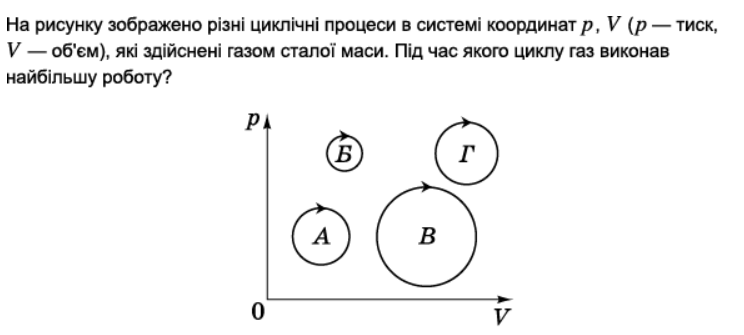 На рисунку зображено різні циклічні процеси в системі координат p, V (p — тиск,
V — об'єм), які здійснені газом сталої маси. Під час якого циклу газ виконав
найбільшу роботу?
p
Б
Г
А
В
0
V